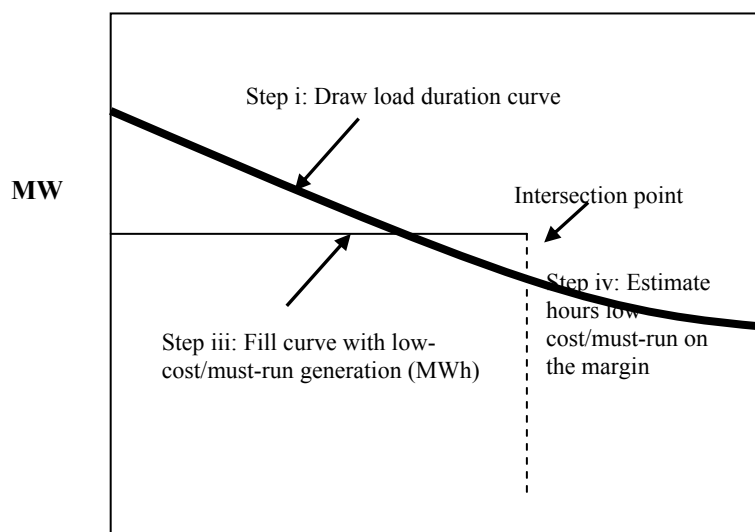 Step i: Draw load duration curve
MW
Intersection point
Step iv: Estimate
hours low
cost/must-run on
the margin
Step iii: Fill curve with low-
cost/must-run generation (MWh)